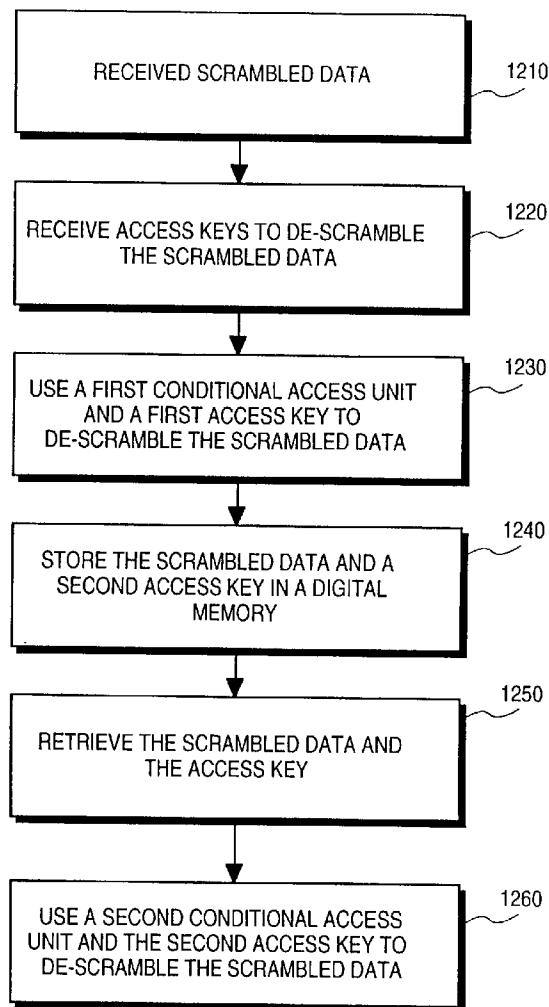 RECEIVED SCRAMBLED DATA
1210
RECEIVE ACCESS KEYS TO DE-SCRAMBLE
THE SCRAMBLED DATA
1220
USE A FIRST CONDITIONAL ACCESS UNIT
AND A FIRST ACCESS KEY TO
DE-SCRAMBLE THE SCRAMBLED DATA
1230
STORE THE SCRAMBLED DATA AND A
SECOND ACCESS KEY IN A DIGITAL
MEMORY
1240
RETRIEVE THE SCRAMBLED DATA AND
THE ACCESS KEY
1250
USE A SECOND CONDITIONAL ACCESS
UNIT AND THE SECOND ACCESS KEY TO
DE-SCRAMBLE THE SCRAMBLED DATA
1260